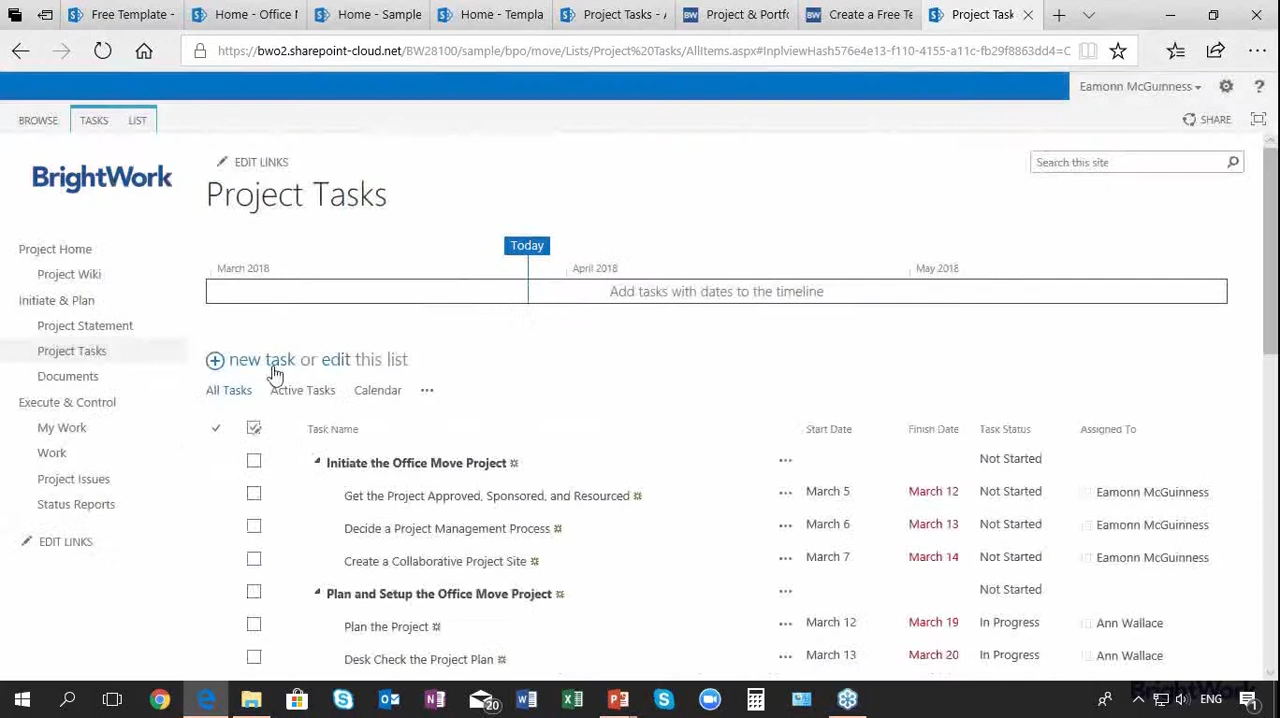 Free Template -
Home - Office M
Home - Sample
Home - Templa
Project Tasks - A
Project & Portfo
Create a Free Te
Project Task
https://bwo2.sharepoint-cloud.net/BW28100/sample/bpo/move/Lists/Project%20Tasks/AllItems.aspx#InplviewHash576e4e13-f110-4155-a11c-fb29f8863dd4=C
Eamonn McGuinness
BROWSE
TASKS
LIST
SHARE
BrightWork
EDIT LINKS
Search this site
Project Tasks
Project Home
Project Wiki
Initiate & Plan
Project Statement
Project Tasks
Documents
Execute & Control
My Work
Work
Project Issues
Status Reports
EDIT LINKS
Today
March 2018 April 2018 May 2018
Add tasks with dates to the timeline
new task or edit this list
All Tasks Active Tasks Calendar ...
Task Name Start Date Finish Date Task Status Assigned To
Initiate the Office Move Project ... Not Started
Get the Project Approved, Sponsored, and Resourced ... March 5 March 12 Not Started Eamonn McGuinness
Decide a Project Management Process ... March 6 March 13 Not Started Eamonn McGuinness
Create a Collaborative Project Site ... March 7 March 14 Not Started Eamonn McGuinness
Plan and Setup the Office Move Project ... Not Started
Plan the Project ... March 12 March 19 In Progress Ann Wallace
Desk Check the Project Plan ... March 13 March 20 In Progress Ann Wallace
20
ENG
1
BrightWork